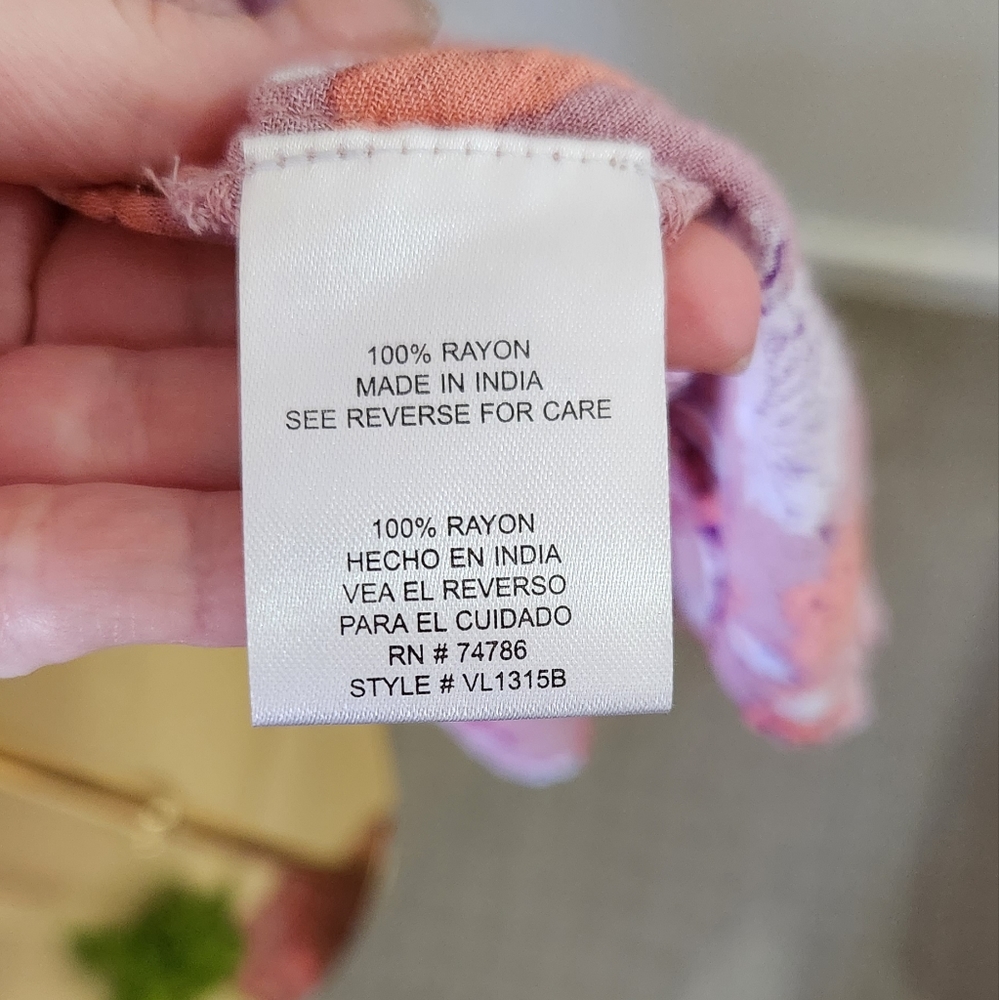 100% RAYON
MADE IN INDIA
SEE REVERSE FOR CARE
100% RAYON
HECHO EN INDIA
VEA EL REVERSO
PARA EL CUIDADO
RN # 74786
STYLE # VL1315B